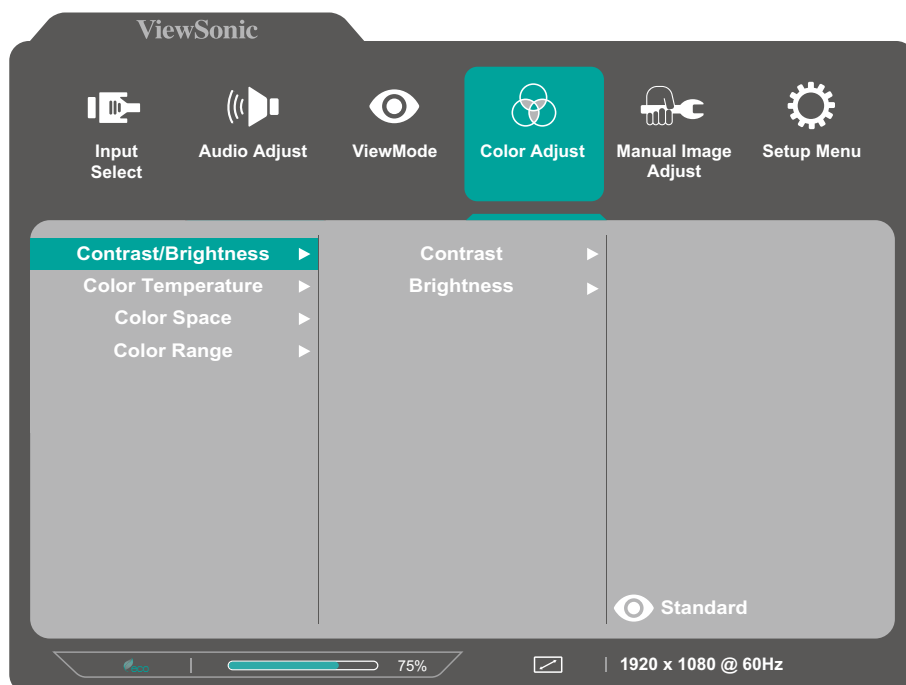 ViewSonic
Input
Select
Audio Adjust
ViewMode
Color Adjust
Manual Image
Adjust
Setup Menu
Contrast/Brightness
Color Temperature
Color Space
Color Range
Contrast
Brightness
Standard
eco
75%
1920 x 1080 @ 60Hz